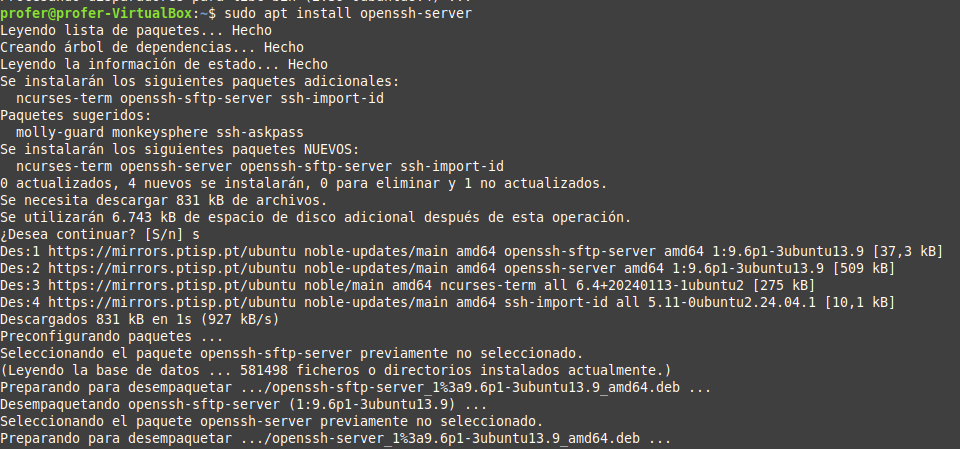 profer@profer-VirtualBox:~$ sudo apt install openssh-server
Leyendo lista de paquetes... Hecho
Creando árbol de dependencias... Hecho
Leyendo la información de estado... Hecho
Se instalarán los siguientes paquetes adicionales:
  ncurses-term openssh-sftp-server ssh-import-id
Paquetes sugeridos:
  molly-guard monkeysphere ssh-askpass
Se instalarán los siguientes paquetes NUEVOS:
  ncurses-term openssh-server openssh-sftp-server ssh-import-id
0 actualizados, 4 nuevos se instalarán, 0 para eliminar y 1 no actualizados.
Se necesita descargar 831 kB de archivos.
Se utilizarán 6.743 kB de espacio de disco adicional después de esta operación.
¿Desea continuar? [S/n] s
Des:1 https://mirrors.ptisp.pt/ubuntu noble-updates/main amd64 openssh-sftp-server amd64 1:9.6p1-3ubuntu13.9 [37,3 kB]
Des:2 https://mirrors.ptisp.pt/ubuntu noble-updates/main amd64 openssh-server amd64 1:9.6p1-3ubuntu13.9 [509 kB]
Des:3 https://mirrors.ptisp.pt/ubuntu noble/main amd64 ncurses-term all 6.4+20240113-1ubuntu2 [275 kB]
Des:4 https://mirrors.ptisp.pt/ubuntu noble-updates/main amd64 ssh-import-id all 5.11-0ubuntu2.24.04.1 [10,1 kB]
Descargados 831 kB en 1s (927 kB/s)
Preconfigurando paquetes ...
Seleccionando el paquete openssh-sftp-server previamente no seleccionado.
(Leyendo la base de datos ... 581498 ficheros o directorios instalados actualmente.)
Preparando para desempaquetar .../openssh-sftp-server_1%3a9.6p1-3ubuntu13.9_amd64.deb ...
Desempaquetando openssh-sftp-server (1:9.6p1-3ubuntu13.9) ...
Seleccionando el paquete openssh-server previamente no seleccionado.
Preparando para desempaquetar .../openssh-server_1%3a9.6p1-3ubuntu13.9_amd64.deb ...